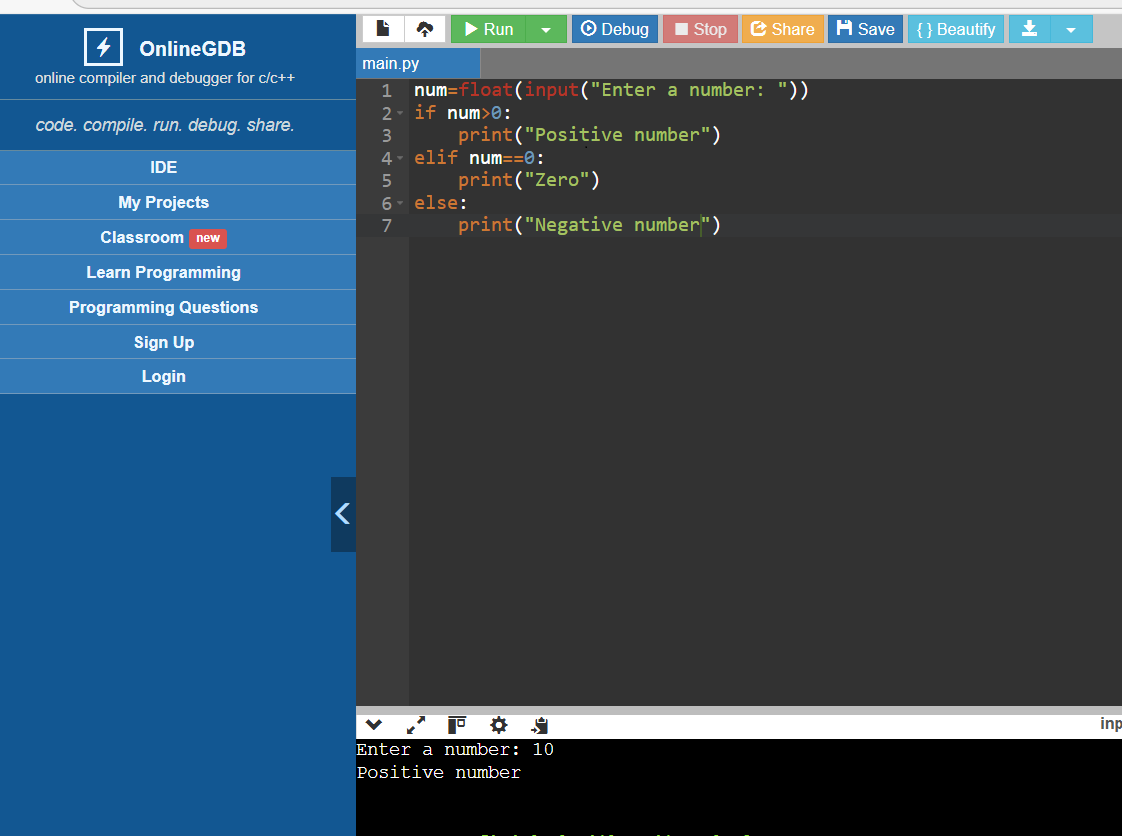 OnlineGDB
online compiler and debugger for c/c++
code. compile. run. debug. share.
IDE
My Projects
Classroom new
Learn Programming
Programming Questions
Sign Up
Login
Run Debug Stop Share Save { } Beautify
main.py
1 num=float(input("Enter a number: "))
2 if num>0:
3     print("Positive number")
4 elif num==0:
5     print("Zero")
6 else:
7     print("Negative number")
Enter a number: 10
Positive number